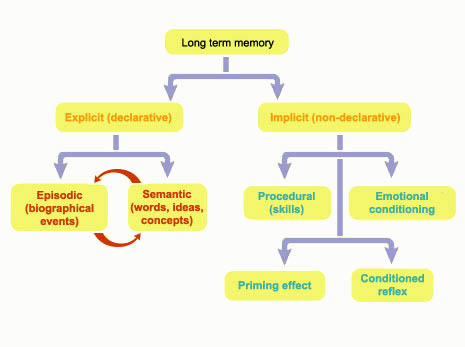 Long term memory
Explicit (declarative)
Implicit (non-declarative)
Episodic
(biographical
events)
Semantic
(words, ideas,
concepts)
Procedural
(skills)
Emotional
conditioning
Priming effect
Conditioned
reflex